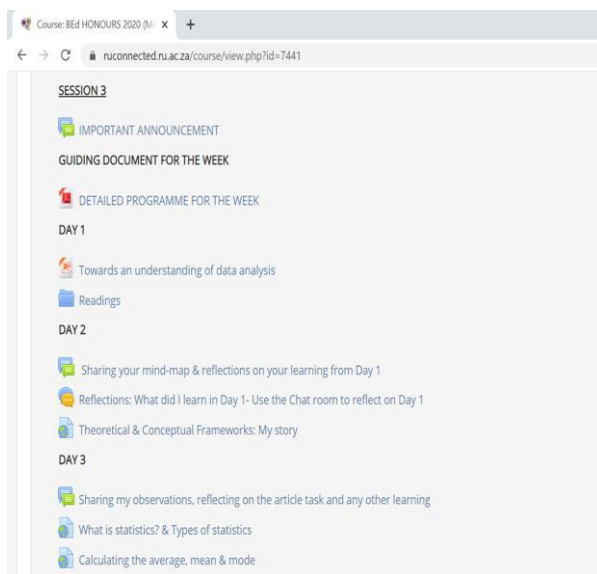 Course: BEd HONOURS 2020 (M
ruconnected.ru.ac.za/course/view.php?id=7441
SESSION 3
IMPORTANT ANNOUNCEMENT
GUIDING DOCUMENT FOR THE WEEK
DETAILED PROGRAMME FOR THE WEEK
DAY 1
Towards an understanding of data analysis
Readings
DAY 2
Sharing your mind-map & reflections on your learning from Day 1
Reflections: What did I learn in Day 1- Use the Chat room to reflect on Day 1
Theoretical & Conceptual Frameworks: My story
DAY 3
Sharing my observations, reflecting on the article task and any other learning
What is statistics? & Types of statistics
Calculating the average, mean & mode